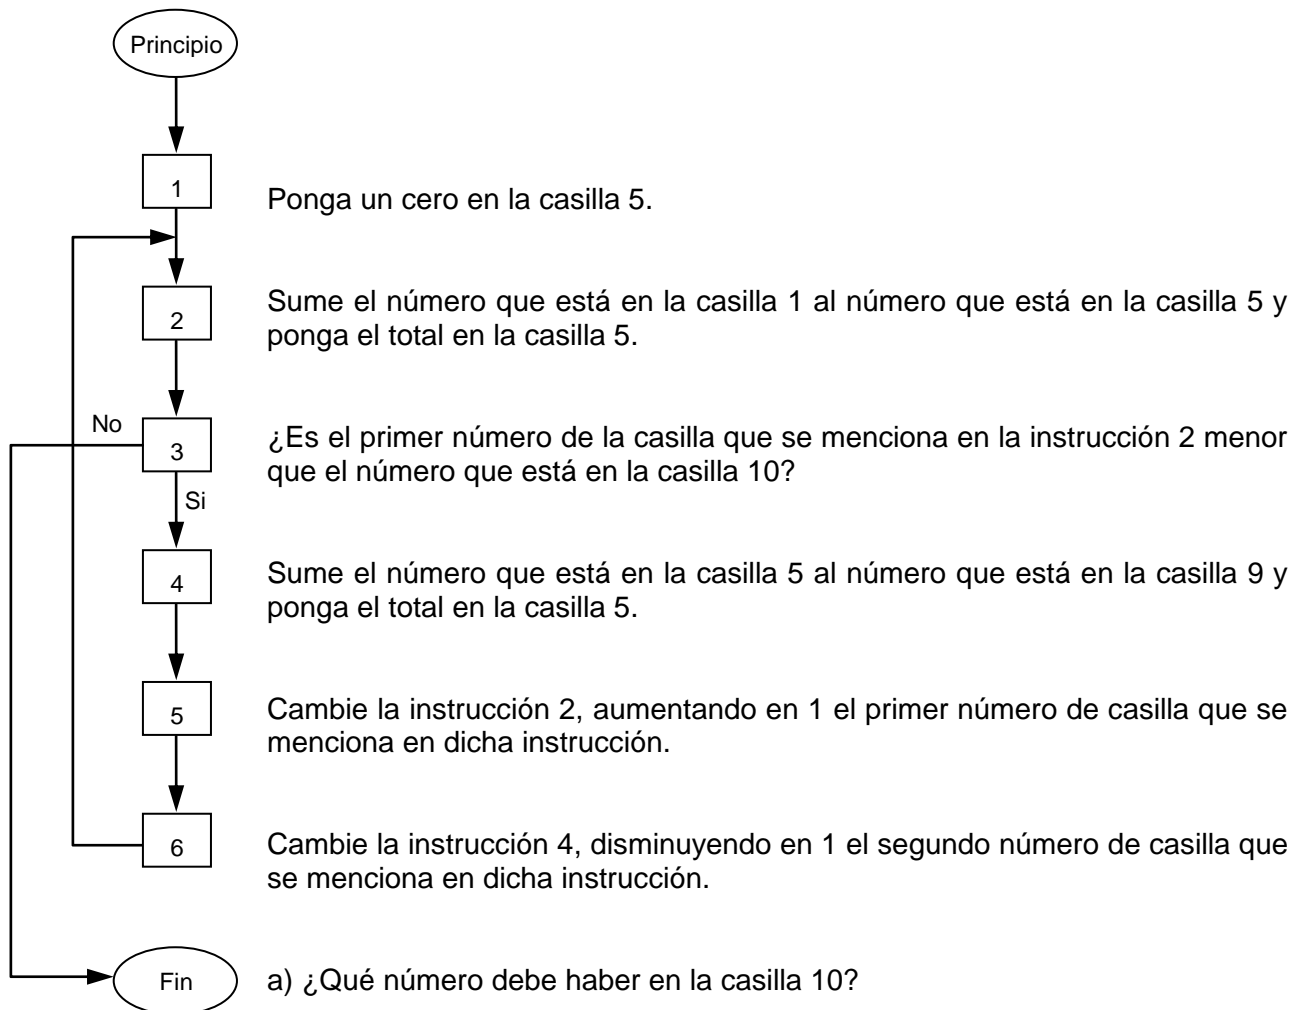 Principio
1
Ponga un cero en la casilla 5.
2
Sume el número que está en la casilla 1 al número que está en la casilla 5 y
ponga el total en la casilla 5.
No
3
¿Es el primer número de la casilla que se menciona en la instrucción 2 menor
que el número que está en la casilla 10?
Si
4
Sume el número que está en la casilla 5 al número que está en la casilla 9 y
ponga el total en la casilla 5.
5
Cambie la instrucción 2, aumentando en 1 el primer número de casilla que se
menciona en dicha instrucción.
6
Cambie la instrucción 4, disminuyendo en 1 el segundo número de casilla que
se menciona en dicha instrucción.
Fin
a) ¿Qué número debe haber en la casilla 10?